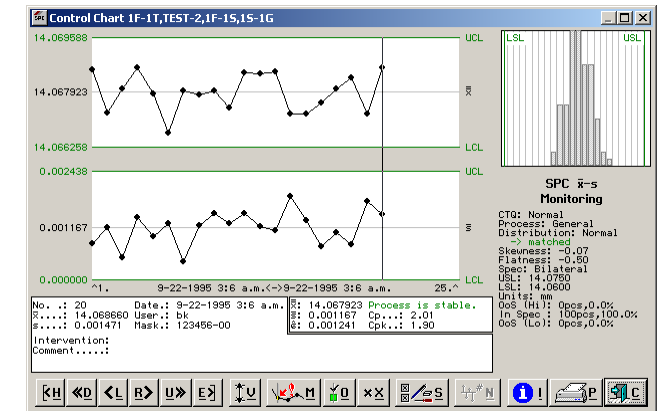 SPC Control Chart 1F-1T,TEST-2,1F-1S,1S-1G
14.069588 UCL
14.067923 x̿
14.066258 LCL
0.002438 UCL
0.001167 s̅
0.000000 LCL
^1. 9-22-1995 3:6 a.m.<->9-22-1995 3:6 a.m. 25.^
LSL USL
SPC x̅-s
Monitoring
CTQ: Normal
Process: General
Distribution: Normal
-> matched
Skewness: -0.07
Flatness: -0.50
Spec: Bilateral
USL: 14.0750
LSL: 14.0600
Units: mm
OoS (Hi): 0pcs,0.0%
In Spec : 100pcs,100.0%
OoS (Lo): 0pcs,0.0%
No. .: 20 Date.: 9-22-1995 3:6 a.m.
x̅....: 14.068660 User.: bk
s....: 0.001471 Mask.: 123456-00
x̿: 14.067923 Process is stable.
s̅: 0.001167 Cp...: 2.01
σ̂: 0.001241 Cpk..: 1.90
Intervention:
Comment.....:
H D L R> U» E U M O xx S N ! P C